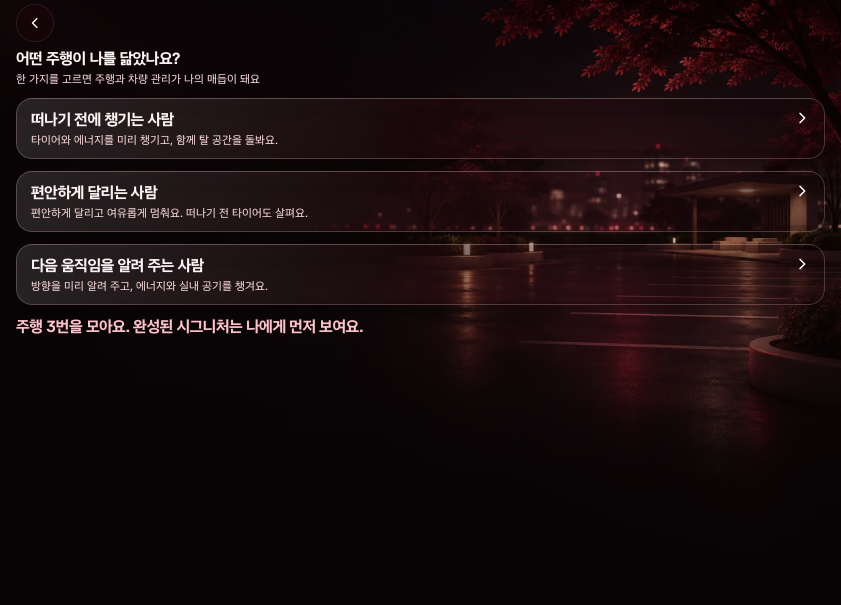 어떤 주행이 나를 닮았나요?
한 가지를 고르면 주행과 차량 관리가 나의 매듭이 돼요
떠나기 전에 챙기는 사람
타이어와 에너지를 미리 챙기고, 함께 탈 공간을 돌봐요.
편안하게 달리는 사람
편안하게 달리고 여유롭게 멈춰요. 떠나기 전 타이어도 살펴요.
다음 움직임을 알려 주는 사람
방향을 미리 알려 주고, 에너지와 실내 공기를 챙겨요.
주행 3번을 모아요. 완성된 시그니처는 나에게 먼저 보여요.